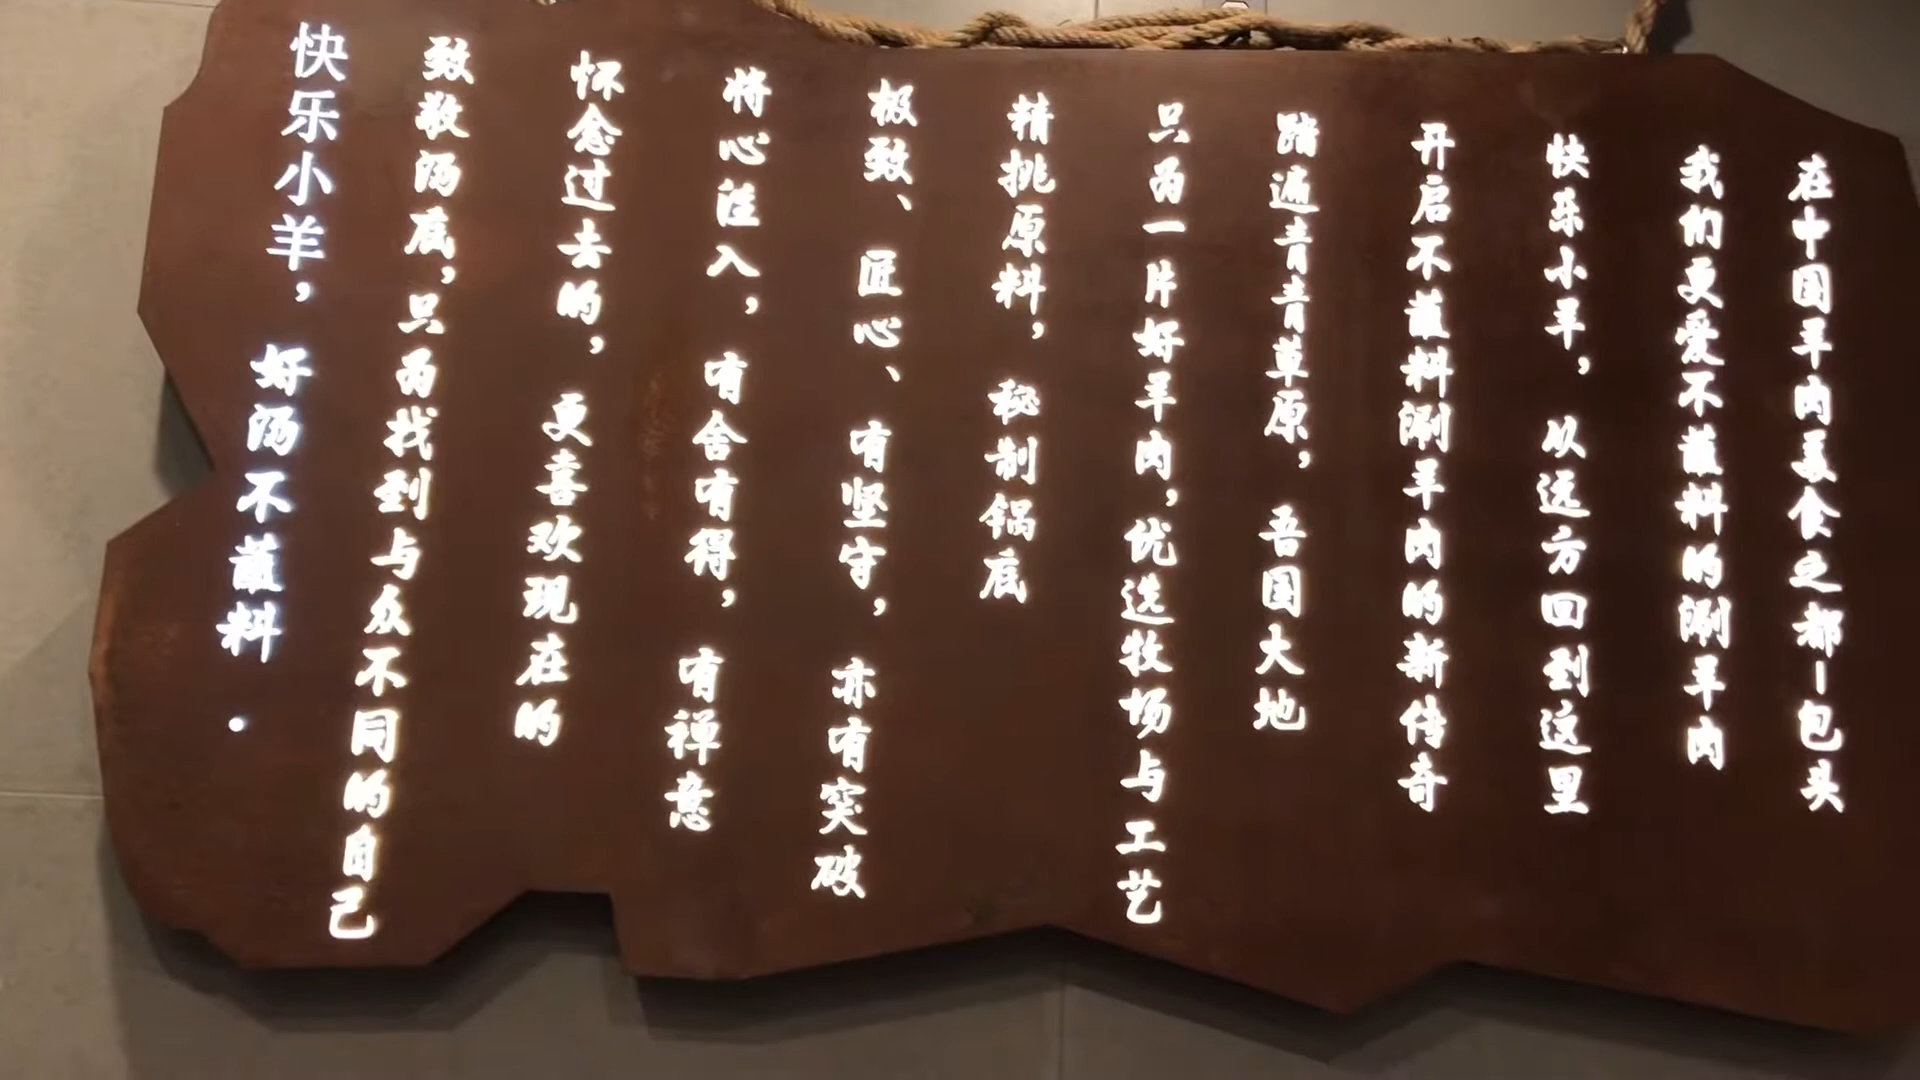 在中国羊肉美食之都-包头
我们更爱不蘸料的涮羊肉
快乐小羊，从远方回到这里
开启不蘸料涮羊肉的新传奇
踏遍青青草原，吾国大地
只为一片好羊肉，优选牧场与工艺
精挑原料，秘制锅底
极致、匠心、有坚守，亦有突破
将心注入，有舍有得，有禅意
怀念过去的，更喜欢现在的
致敬汤底，只为找到与众不同的自己
快乐小羊，好汤不蘸料．